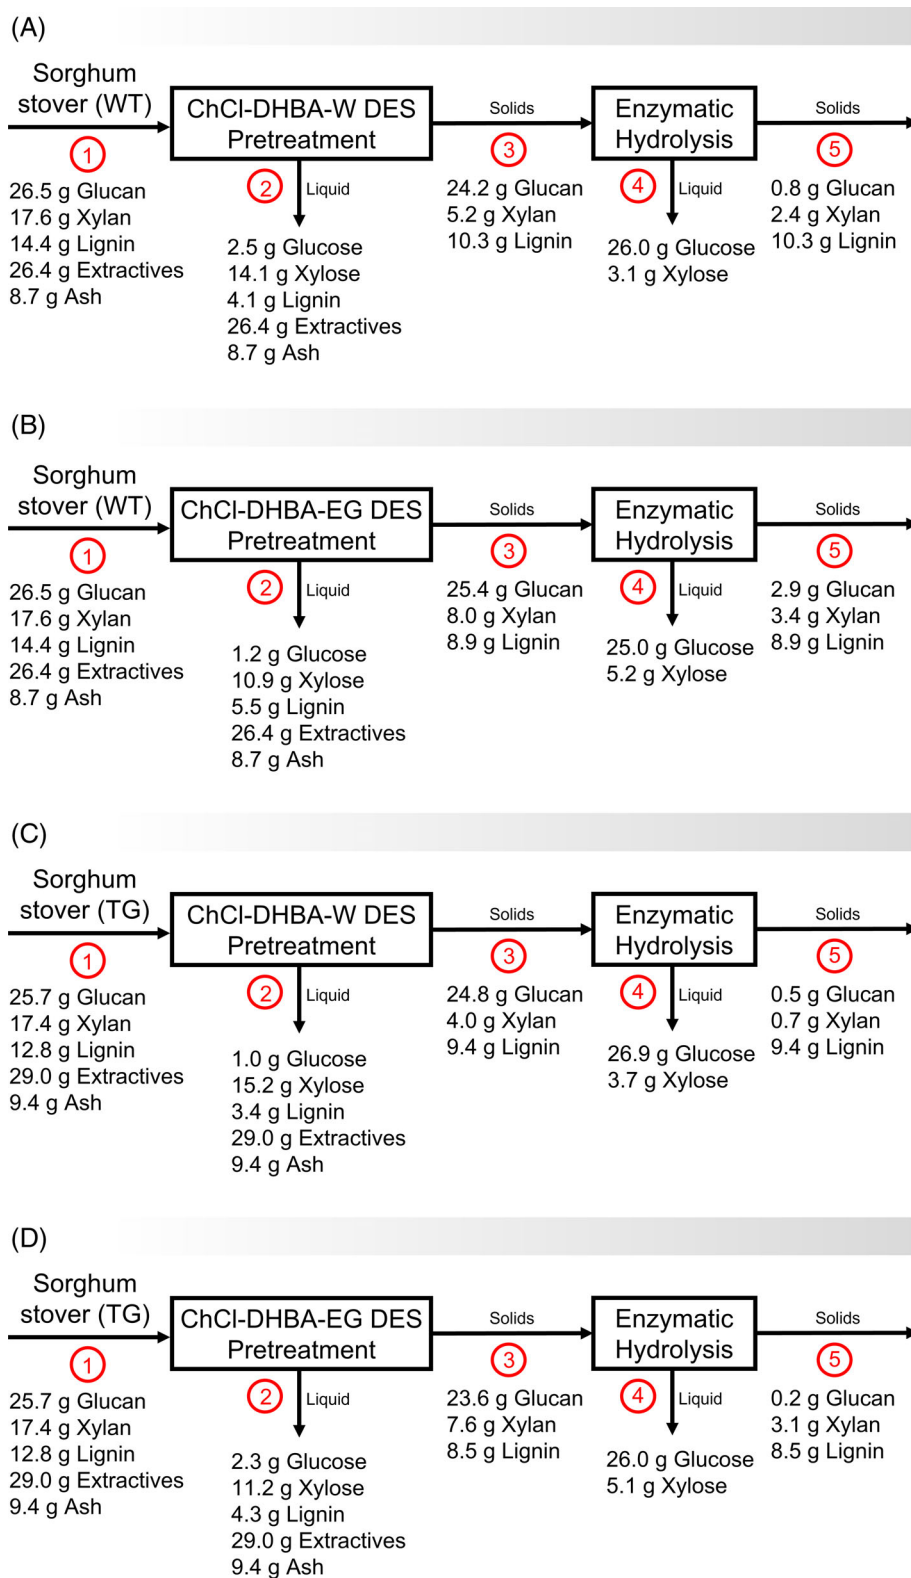 (A)
Sorghum
stover (WT)
1
26.5 g Glucan
17.6 g Xylan
14.4 g Lignin
26.4 g Extractives
8.7 g Ash
ChCl-DHBA-W DES
Pretreatment
2
Liquid
2.5 g Glucose
14.1 g Xylose
4.1 g Lignin
26.4 g Extractives
8.7 g Ash
Solids
3
24.2 g Glucan
5.2 g Xylan
10.3 g Lignin
Enzymatic
Hydrolysis
4
Liquid
26.0 g Glucose
3.1 g Xylose
Solids
5
0.8 g Glucan
2.4 g Xylan
10.3 g Lignin
(B)
Sorghum
stover (WT)
1
26.5 g Glucan
17.6 g Xylan
14.4 g Lignin
26.4 g Extractives
8.7 g Ash
ChCl-DHBA-EG DES
Pretreatment
2
Liquid
1.2 g Glucose
10.9 g Xylose
5.5 g Lignin
26.4 g Extractives
8.7 g Ash
Solids
3
25.4 g Glucan
8.0 g Xylan
8.9 g Lignin
Enzymatic
Hydrolysis
4
Liquid
25.0 g Glucose
5.2 g Xylose
Solids
5
2.9 g Glucan
3.4 g Xylan
8.9 g Lignin
(C)
Sorghum
stover (TG)
1
25.7 g Glucan
17.4 g Xylan
12.8 g Lignin
29.0 g Extractives
9.4 g Ash
ChCl-DHBA-W DES
Pretreatment
2
Liquid
1.0 g Glucose
15.2 g Xylose
3.4 g Lignin
29.0 g Extractives
9.4 g Ash
Solids
3
24.8 g Glucan
4.0 g Xylan
9.4 g Lignin
Enzymatic
Hydrolysis
4
Liquid
26.9 g Glucose
3.7 g Xylose
Solids
5
0.5 g Glucan
0.7 g Xylan
9.4 g Lignin
(D)
Sorghum
stover (TG)
1
25.7 g Glucan
17.4 g Xylan
12.8 g Lignin
29.0 g Extractives
9.4 g Ash
ChCl-DHBA-EG DES
Pretreatment
2
Liquid
2.3 g Glucose
11.2 g Xylose
4.3 g Lignin
29.0 g Extractives
9.4 g Ash
Solids
3
23.6 g Glucan
7.6 g Xylan
8.5 g Lignin
Enzymatic
Hydrolysis
4
Liquid
26.0 g Glucose
5.1 g Xylose
Solids
5
0.2 g Glucan
3.1 g Xylan
8.5 g Lignin